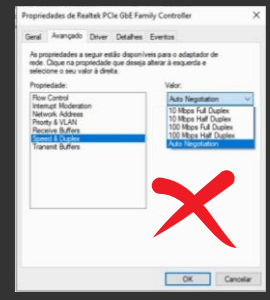 Propriedades de Realtek PCIe GbE Family Controller
Geral Avançado Driver Detalhes Eventos
As propriedades a seguir estão disponíveis para o adaptador de
rede. Clique na propriedade que deseja alterar à esquerda e
selecione o seu valor à direita.
Propriedade:
Valor:
Flow Control
Interrupt Moderation
Network Address
Priority & VLAN
Receive Buffers
Speed & Duplex
Transmit Buffers
Auto Negotiation
10 Mbps Full Duplex
10 Mbps Half Duplex
100 Mbps Full Duplex
100 Mbps Half Duplex
Auto Negotiation
OK Cancelar